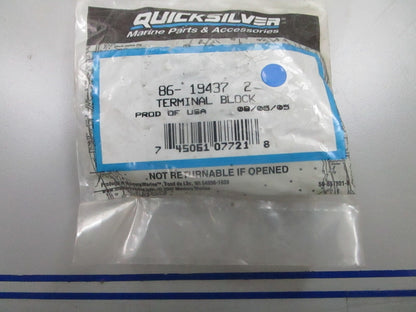 QUICKSILVER
Marine Parts & Accessories
86- 19437 2
TERMINAL BLOCK
PROD OF USA 08/05/05
7 45061 07721 8
NOT RETURNABLE IF OPENED